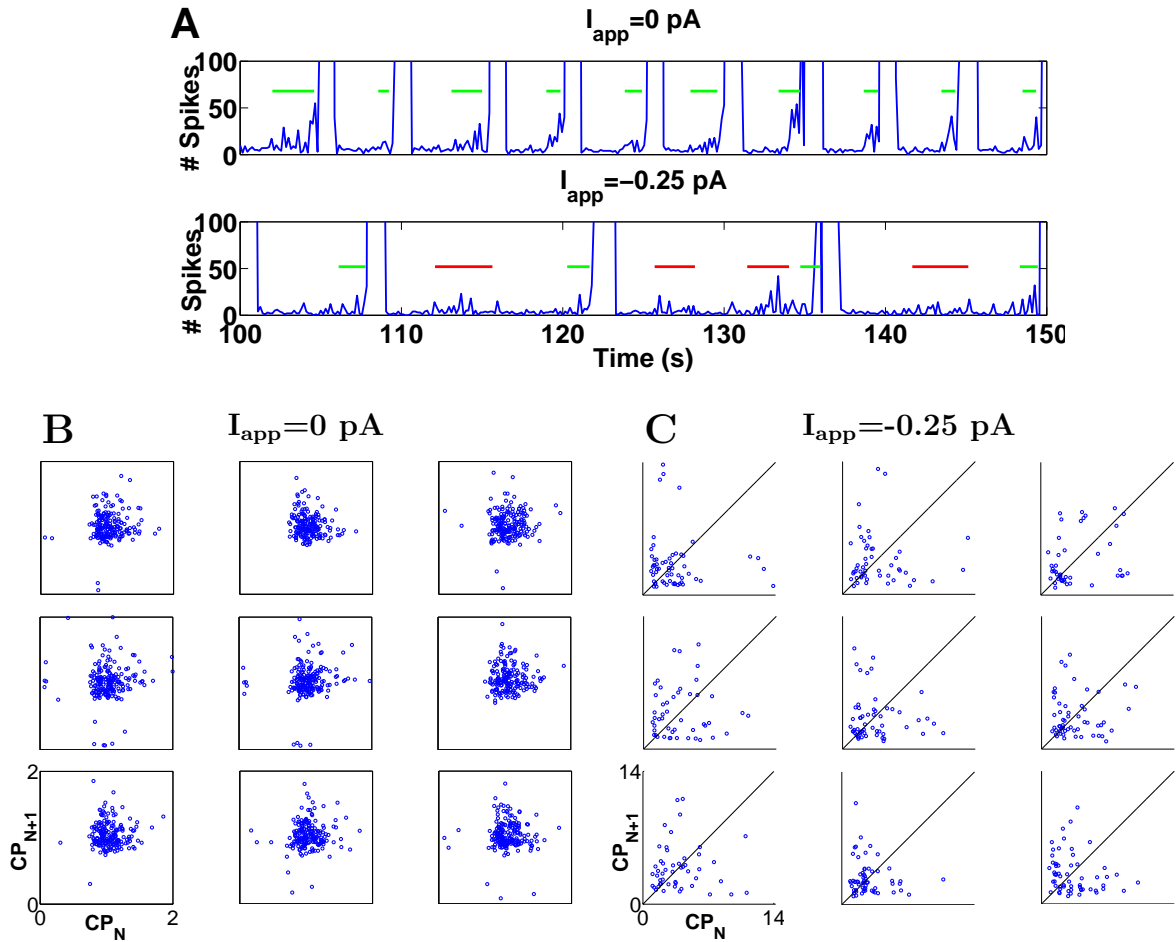 A
I_app=0 pA
# Spikes
100
50
0
I_app=−0.25 pA
# Spikes
100
50
0
100 110 120 130 140 150
Time (s)
B I_app=0 pA
C I_app=-0.25 pA
2
CP_N+1
0
0 2
CP_N
14
CP_N+1
0
0 14
CP_N